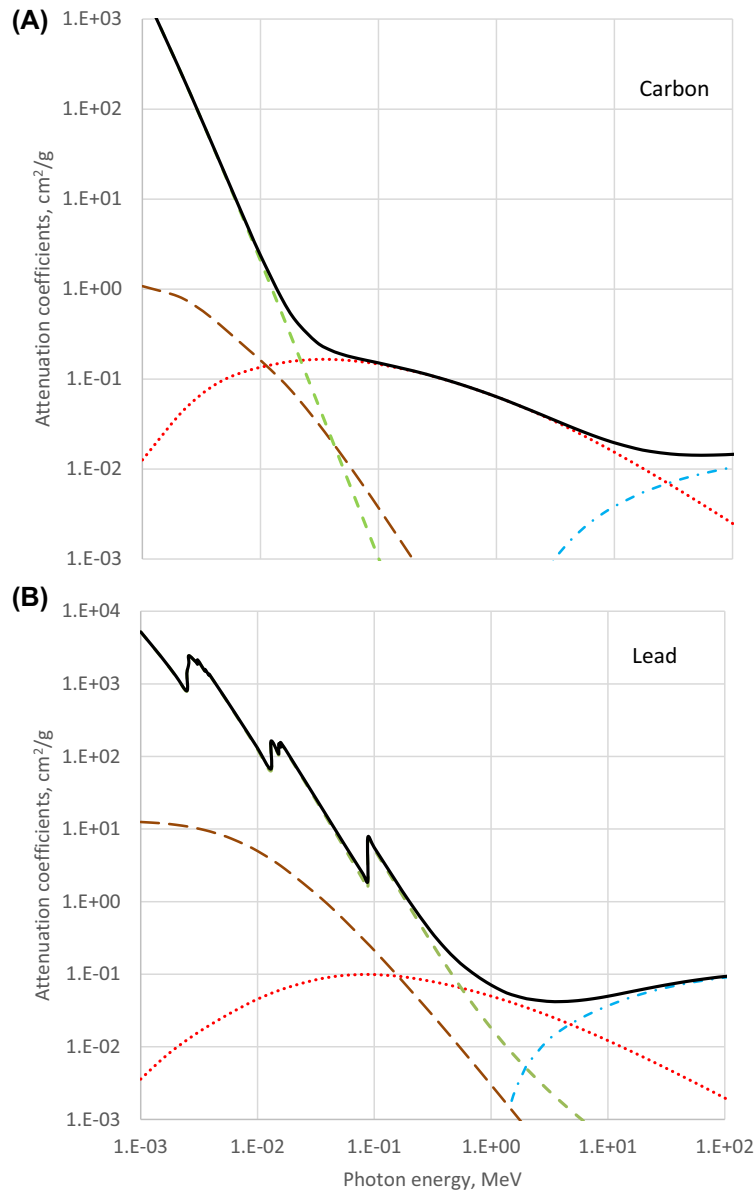 (A)
1.E+03
Carbon
1.E+02
1.E+01
1.E+00
1.E-01
1.E-02
1.E-03
Attenuation coefficients, cm²/g
(B)
1.E+04
Lead
1.E+03
1.E+02
1.E+01
1.E+00
1.E-01
1.E-02
1.E-03
Attenuation coefficients, cm²/g
1.E-03 1.E-02 1.E-01 1.E+00 1.E+01 1.E+02
Photon energy, MeV